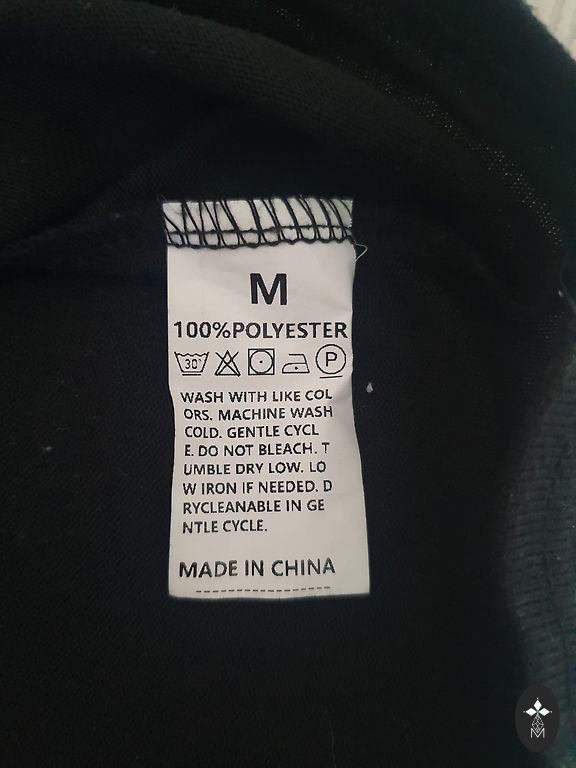 M
100%POLYESTER
30° P
WASH WITH LIKE COL
ORS. MACHINE WASH
COLD. GENTLE CYCL
E. DO NOT BLEACH. T
UMBLE DRY LOW. LO
W IRON IF NEEDED. D
RYCLEANABLE IN GE
NTLE CYCLE.
MADE IN CHINA
M